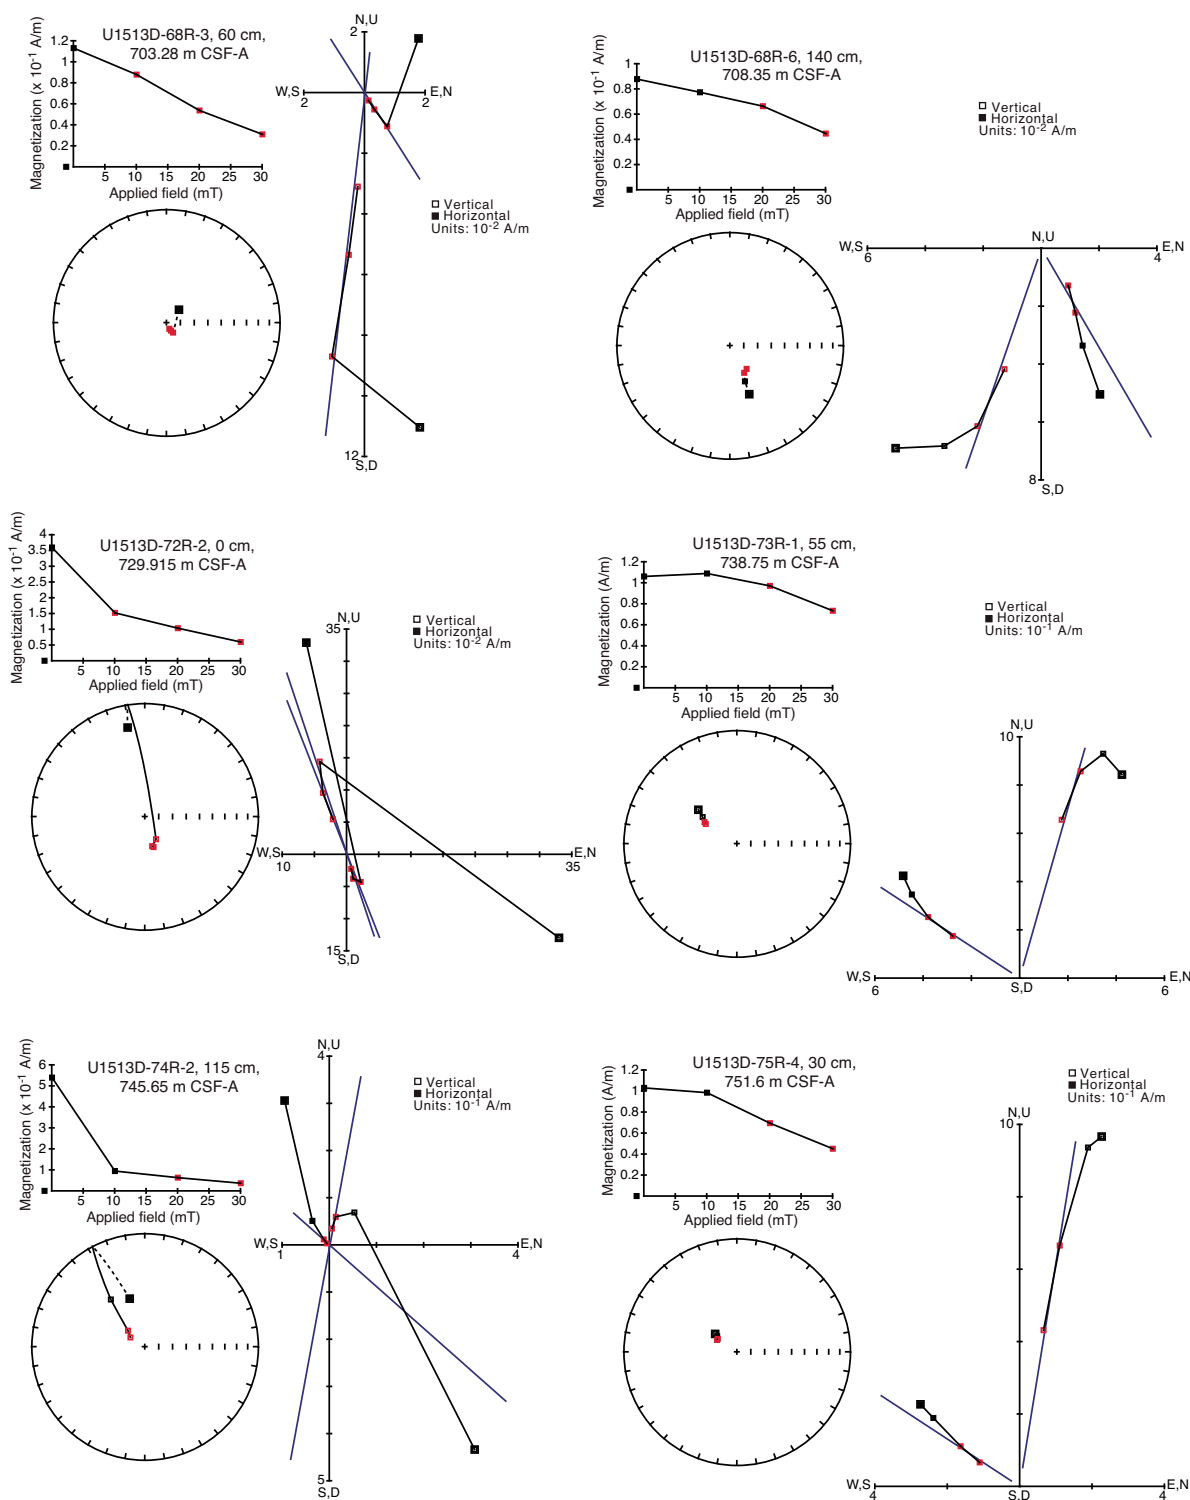 U1513D-68R-3, 60 cm,
703.28 m CSF-A
Magnetization (x 10-1 A/m)
1.2
1
0.8
0.6
0.4
0.2
5 10 15 20 25 30
Applied field (mT)
N,U
2
W,S
2
E,N
2
12
S,D
Vertical
Horizontal
Units: 10-2 A/m
U1513D-68R-6, 140 cm,
708.35 m CSF-A
Magnetization (x 10-1 A/m)
1
0.8
0.6
0.4
0.2
5 10 15 20 25 30
Applied field (mT)
Vertical
Horizontal
Units: 10-2 A/m
N,U
W,S
6
E,N
4
8
S,D
U1513D-72R-2, 0 cm,
729.915 m CSF-A
Magnetization (x 10-1 A/m)
4
3.5
3
2.5
2
1.5
1
0.5
5 10 15 20 25 30
Applied field (mT)
N,U
35
W,S
10
E,N
35
15
S,D
Vertical
Horizontal
Units: 10-2 A/m
U1513D-73R-1, 55 cm,
738.75 m CSF-A
Magnetization (A/m)
1.2
1
0.8
0.6
0.4
0.2
5 10 15 20 25 30
Applied field (mT)
Vertical
Horizontal
Units: 10-1 A/m
N,U
10
W,S
6
E,N
6
S,D
U1513D-74R-2, 115 cm,
745.65 m CSF-A
Magnetization (x 10-1 A/m)
6
5
4
3
2
1
5 10 15 20 25 30
Applied field (mT)
N,U
4
W,S
1
E,N
4
5
S,D
Vertical
Horizontal
Units: 10-1 A/m
U1513D-75R-4, 30 cm,
751.6 m CSF-A
Magnetization (A/m)
1.2
1
0.8
0.6
0.4
0.2
5 10 15 20 25 30
Applied field (mT)
Vertical
Horizontal
Units: 10-1 A/m
N,U
10
W,S
4
E,N
4
S,D